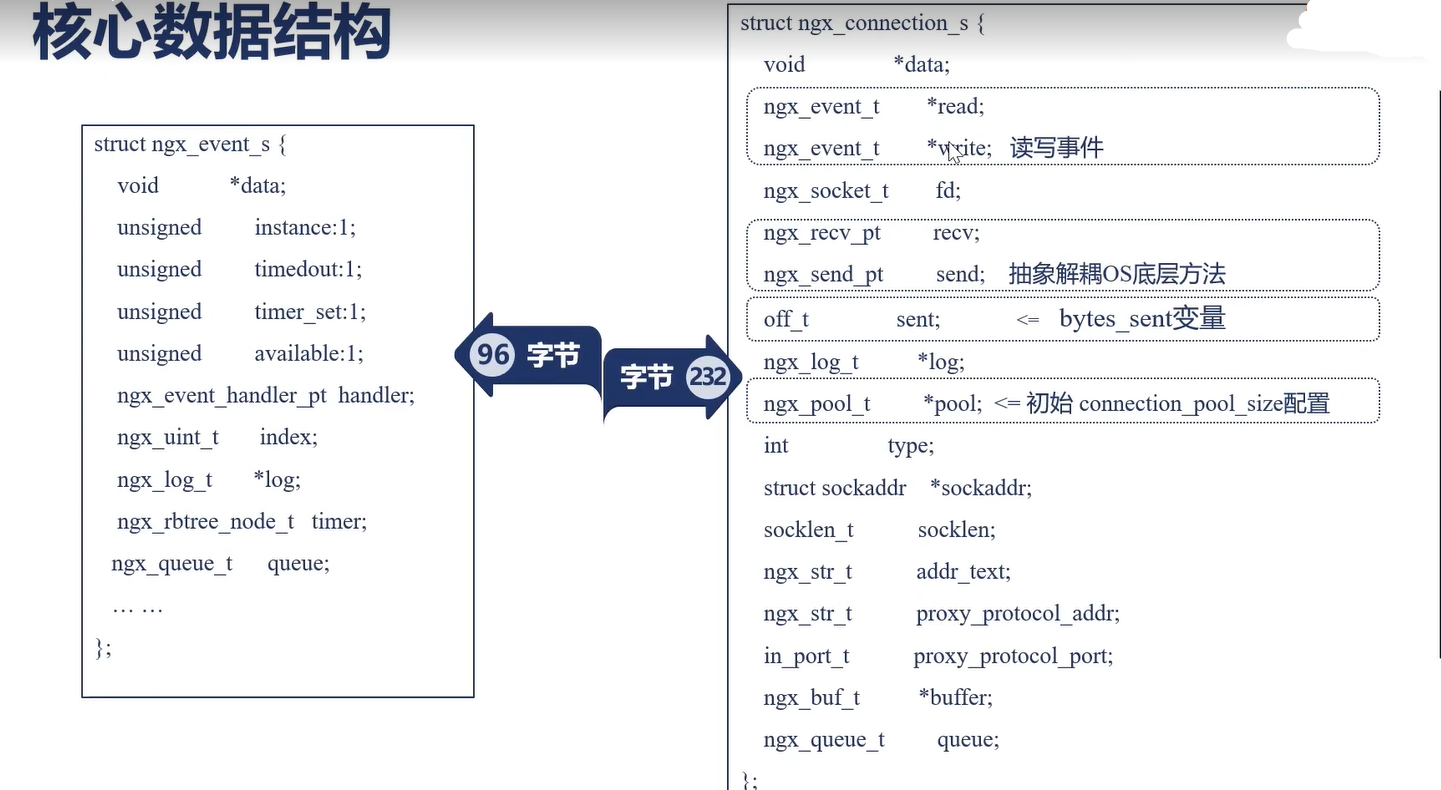 核心数据结构
struct ngx_event_s {
void *data;
unsigned instance:1;
unsigned timedout:1;
unsigned timer_set:1;
unsigned available:1;
ngx_event_handler_pt handler;
ngx_uint_t index;
ngx_log_t *log;
ngx_rbtree_node_t timer;
ngx_queue_t queue;
… …
};
96 字节
字节 232
struct ngx_connection_s {
void *data;
ngx_event_t *read;
ngx_event_t *write; 读写事件
ngx_socket_t fd;
ngx_recv_pt recv;
ngx_send_pt send; 抽象解耦OS底层方法
off_t sent; <= bytes_sent变量
ngx_log_t *log;
ngx_pool_t *pool; <= 初始 connection_pool_size配置
int type;
struct sockaddr *sockaddr;
socklen_t socklen;
ngx_str_t addr_text;
ngx_str_t proxy_protocol_addr;
in_port_t proxy_protocol_port;
ngx_buf_t *buffer;
ngx_queue_t queue;
};